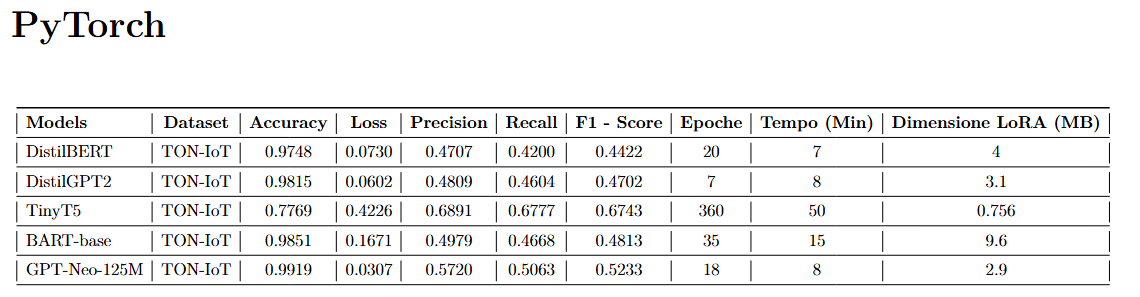 PyTorch
Models Dataset Accuracy Loss Precision Recall F1 - Score Epoche Tempo (Min) Dimensione LoRA (MB)
DistilBERT TON-IoT 0.9748 0.0730 0.4707 0.4200 0.4422 20 7 4
DistilGPT2 TON-IoT 0.9815 0.0602 0.4809 0.4604 0.4702 7 8 3.1
TinyT5 TON-IoT 0.7769 0.4226 0.6891 0.6777 0.6743 360 50 0.756
BART-base TON-IoT 0.9851 0.1671 0.4979 0.4668 0.4813 35 15 9.6
GPT-Neo-125M TON-IoT 0.9919 0.0307 0.5720 0.5063 0.5233 18 8 2.9